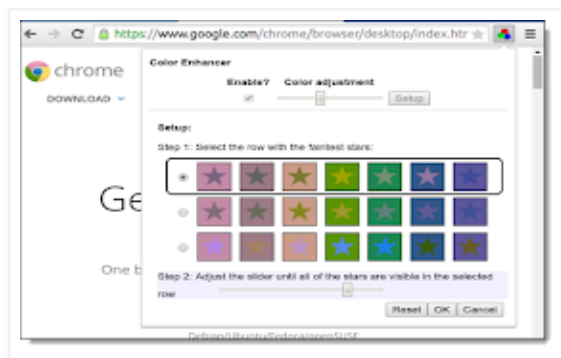 https://www.google.com/chrome/browser/desktop/index.htr
chrome
DOWNLOAD
Color Enhancer
Enable? Color adjustment
Setup
Setup:
Step 1: Select the row with the faintest stars:
Ge
One b
Step 2: Adjust the slider until all of the stars are visible in the selected
row
Reset OK Cancel
Debian/Ubuntu/Fedora/openSUSE